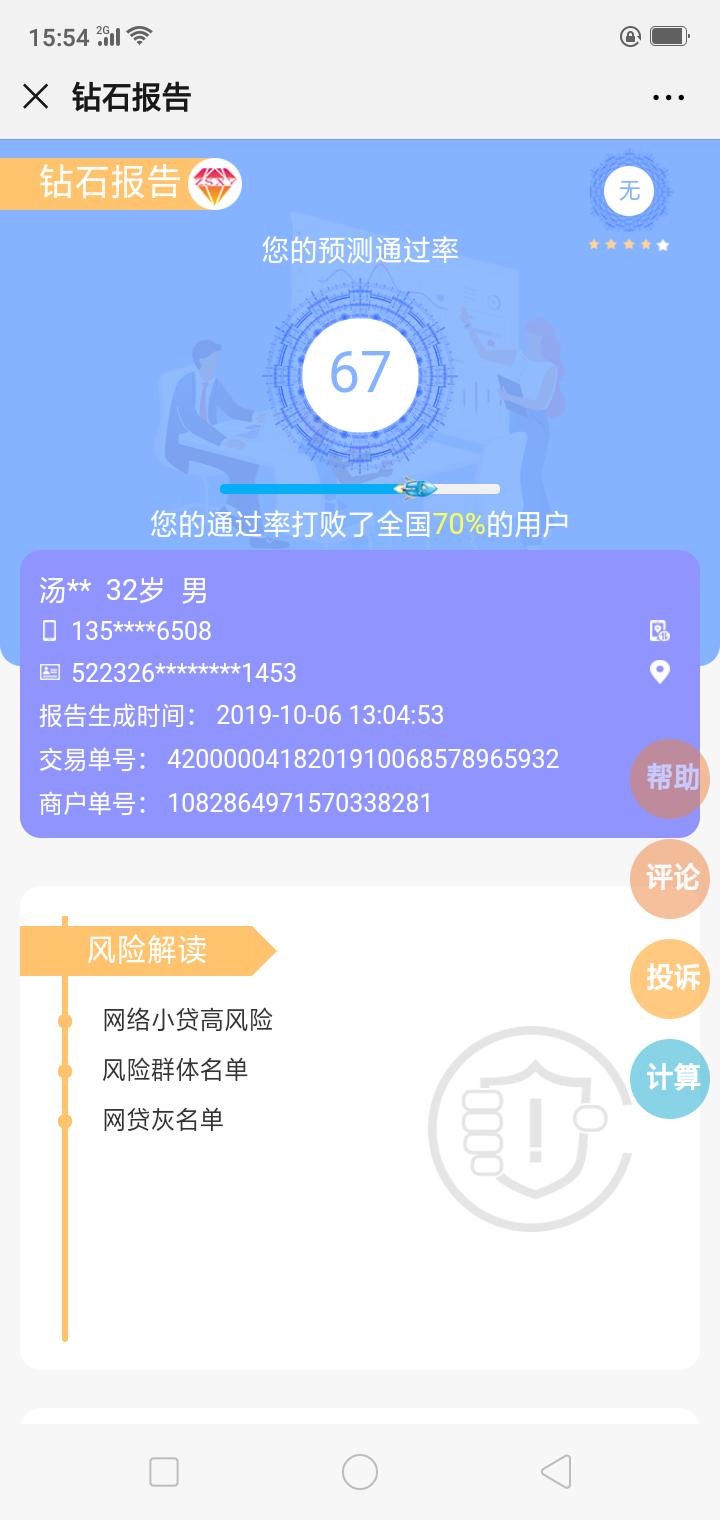 15:54 2G
钻石报告
钻石报告
无
您的预测通过率
67
您的通过率打败了全国70%的用户
汤** 32岁 男
135****6508
522326********1453
报告生成时间： 2019-10-06 13:04:53
交易单号： 4200000418201910068578965932
商户单号： 1082864971570338281
帮助
评论
风险解读
投诉
网络小贷高风险
风险群体名单
计算
网贷灰名单